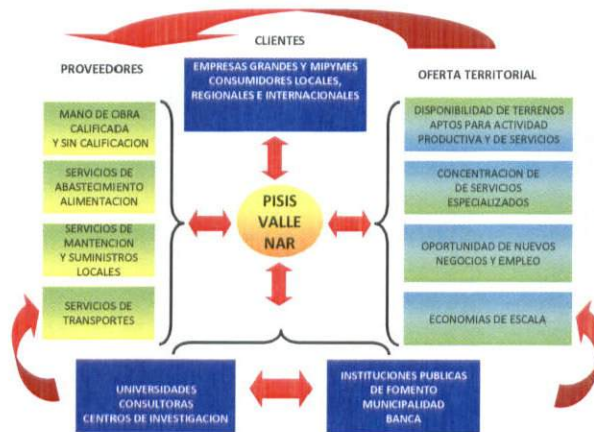 CLIENTES
PROVEEDORES
EMPRESAS GRANDES Y MIPYMES
CONSUMIDORES LOCALES,
REGIONALES E INTERNACIONALES
OFERTA TERRITORIAL
MANO DE OBRA
CALIFICADA
Y SIN CALIFICACION
SERVICIOS DE
ABASTECIMIENTO
ALIMENTACION
SERVICIOS DE
MANTENCION
Y SUMINISTROS
LOCALES
SERVICIOS DE
TRANSPORTES
PISIS
VALLE
NAR
DISPONIBILIDAD DE TERRENOS
APTOS PARA ACTIVIDAD
PRODUCTIVA Y DE SERVICIOS
CONCENTRACION DE
DE SERVICIOS
ESPECIALIZADOS
OPORTUNIDAD DE NUEVOS
NEGOCIOS Y EMPLEO
ECONOMIAS DE ESCALA
UNIVERSIDADES
CONSULTORAS
CENTROS DE INVESTIGACION
INSTITUCIONES PUBLICAS
DE FOMENTO
MUNICIPALIDAD
BANCA